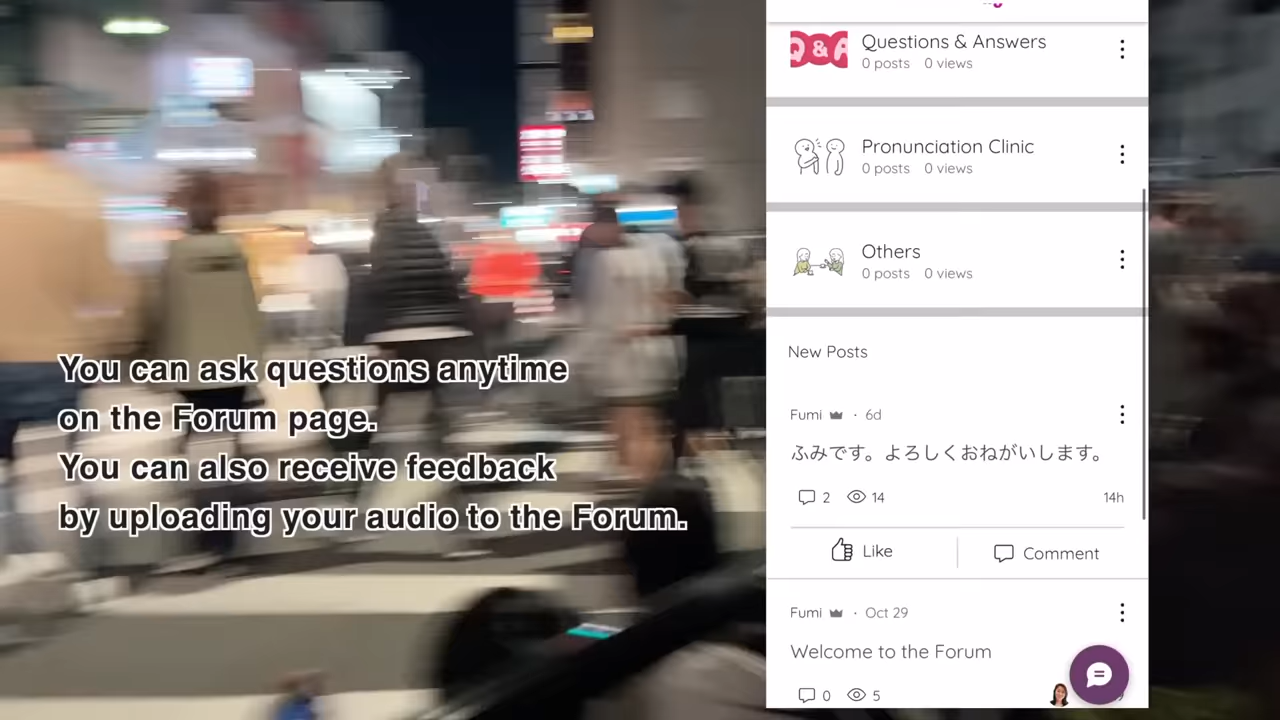 You can ask questions anytime
on the Forum page.
You can also receive feedback
by uploading your audio to the Forum.
Q & A
Questions & Answers
0 posts 0 views
Pronunciation Clinic
0 posts 0 views
Others
0 posts 0 views
New Posts
Fumi · 6d
ふみです。よろしくおねがいします。
2 14 14h
Like Comment
Fumi · Oct 29
Welcome to the Forum
0 5